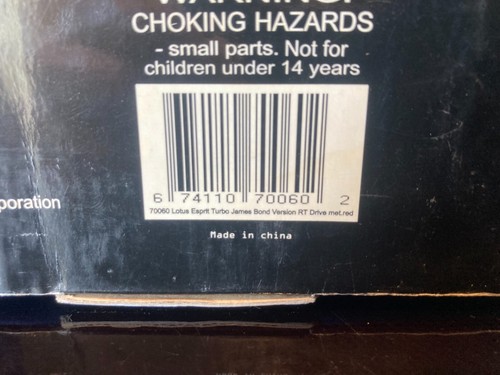 WARNING:
CHOKING HAZARDS
- small parts. Not for
children under 14 years
6 74110 70060 2
70060 Lotus Esprit Turbo James Bond Version RT Drive met.red
poration
Made in china